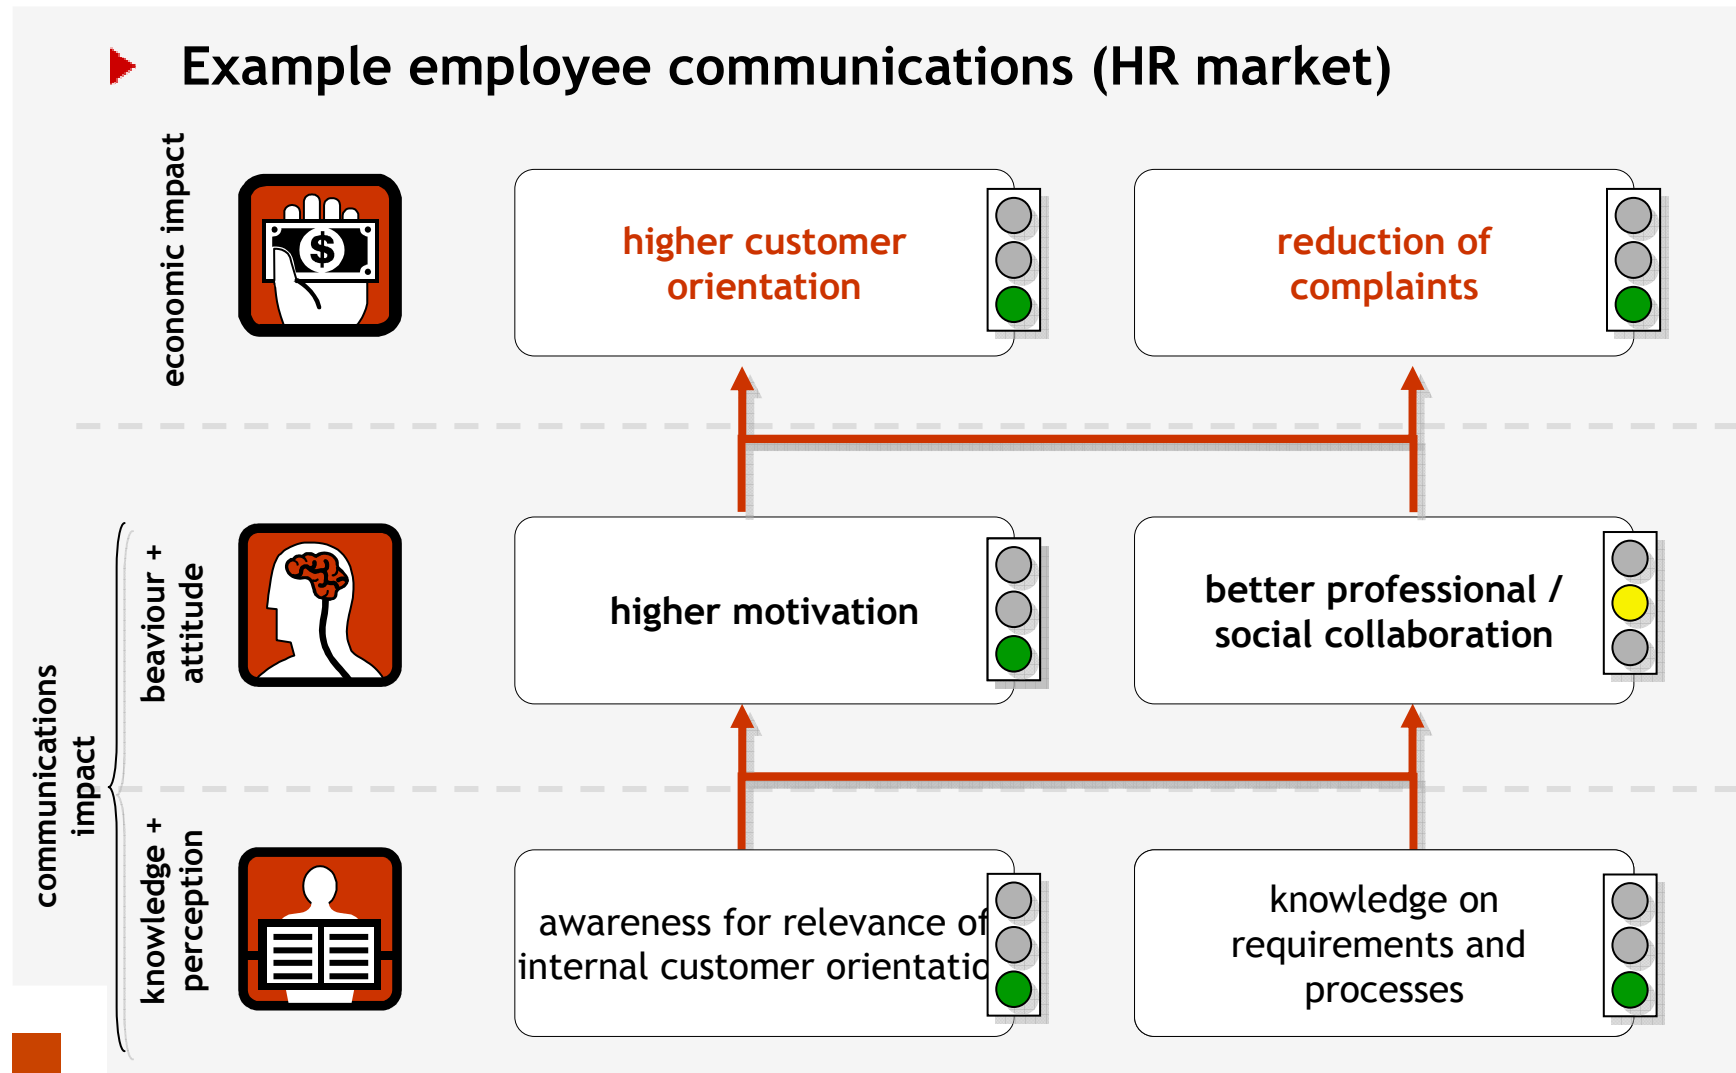 Example employee communications (HR market)
economic impact
$
higher customer
orientation
reduction of
complaints
communications
impact
beaviour +
attitude
higher motivation
better professional /
social collaboration
knowledge +
perception
awareness for relevance of
internal customer orientatio
knowledge on
requirements and
processes